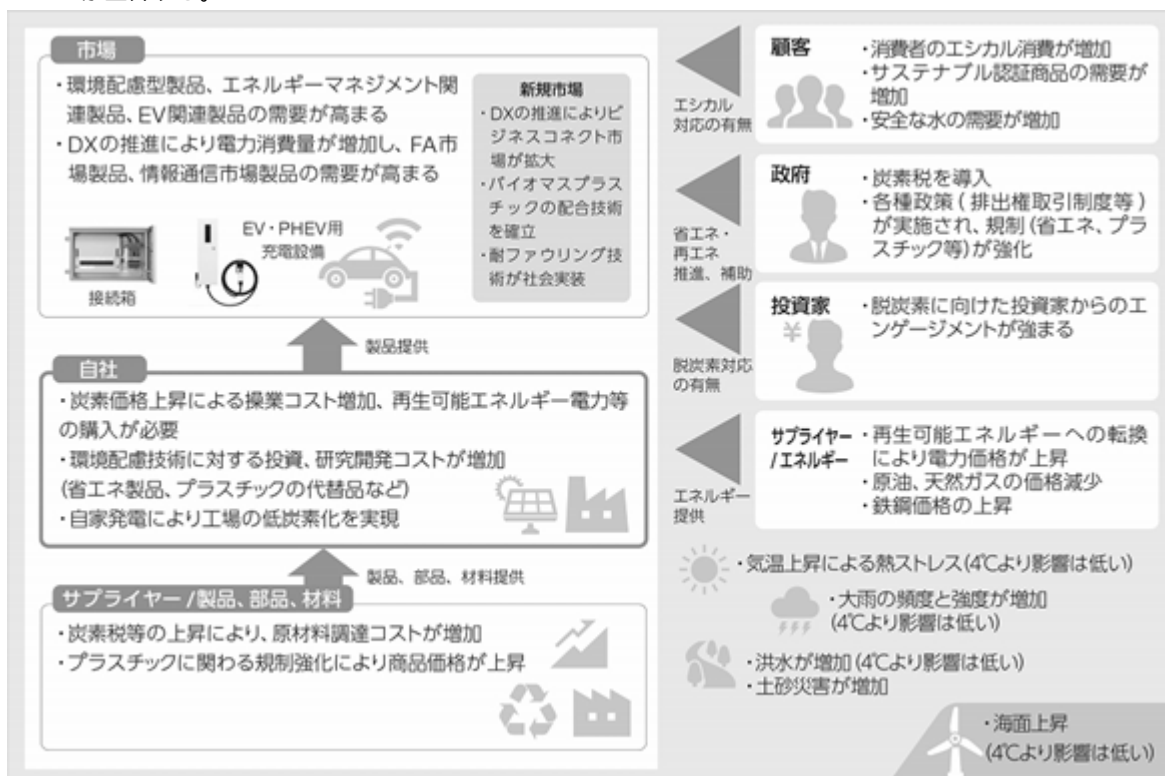 市場
・環境配慮型製品、エネルギーマネジメント関
連製品、EV関連製品の需要が高まる
・DXの推進により電力消費量が増加し、FA市
場製品、情報通信市場製品の需要が高まる
接続箱
EV・PHEV用
充電設備
新規市場
・DXの推進によりビ
ジネスコネクト市
場が拡大
・バイオマスプラス
チックの配合技術
を確立
・耐ファウリング技
術が社会実装
製品提供
自社
・炭素価格上昇による操業コスト増加、再生可能エネルギー電力等
の購入が必要
・環境配慮技術に対する投資、研究開発コストが増加
(省エネ製品、プラスチックの代替品など)
・自家発電により工場の低炭素化を実現
製品、部品、材料提供
サプライヤー/製品、部品、材料
・炭素税等の上昇により、原材料調達コストが増加
・プラスチックに関わる規制強化により商品価格が上昇
エシカル
対応の有無
顧客
・消費者のエシカル消費が増加
・サステナブル認証商品の需要が
増加
・安全な水の需要が増加
省エネ・
再エネ
推進、補助
政府
・炭素税を導入
・各種政策(排出権取引制度等)
が実施され、規制(省エネ、プラ
スチック等)が強化
脱炭素対応
の有無
投資家
¥
・脱炭素に向けた投資家からのエ
ンゲージメントが強まる
エネルギー
提供
サプライヤー
/エネルギー
・再生可能エネルギーへの転換
により電力価格が上昇
・原油、天然ガスの価格減少
・鉄鋼価格の上昇
・気温上昇による熱ストレス(4℃より影響は低い)
・大雨の頻度と強度が増加
(4℃より影響は低い)
・洪水が増加(4℃より影響は低い)
・土砂災害が増加
・海面上昇
(4℃より影響は低い)